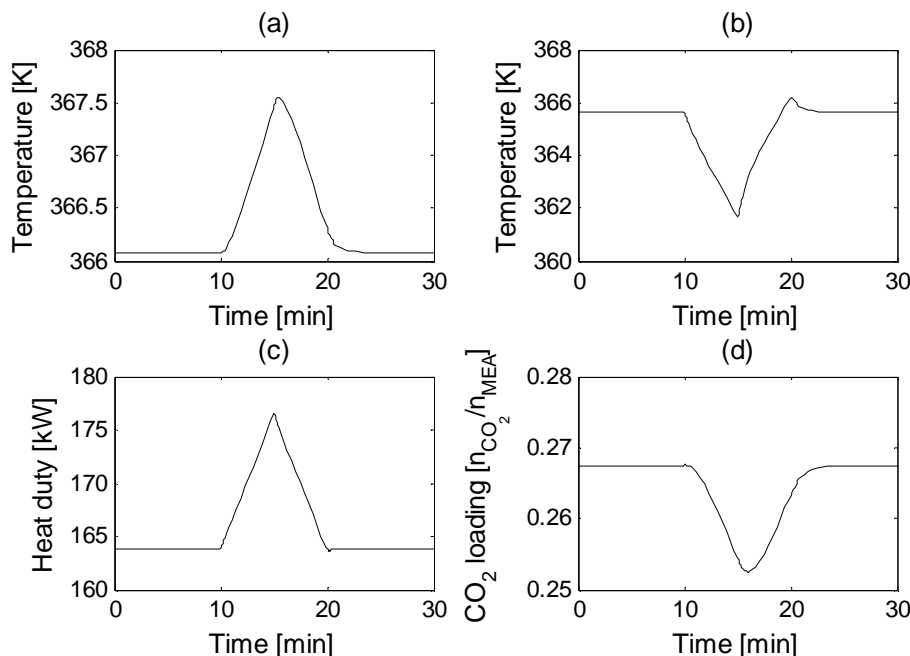 (a)
Temperature [K]
368
367.5
367
366.5
366
0 10 20 30
Time [min]
(b)
Temperature [K]
368
366
364
362
360
0 10 20 30
Time [min]
(c)
Heat duty [kW]
180
175
170
165
160
0 10 20 30
Time [min]
(d)
CO2 loading [nCO2/nMEA]
0.28
0.27
0.26
0.25
0 10 20 30
Time [min]